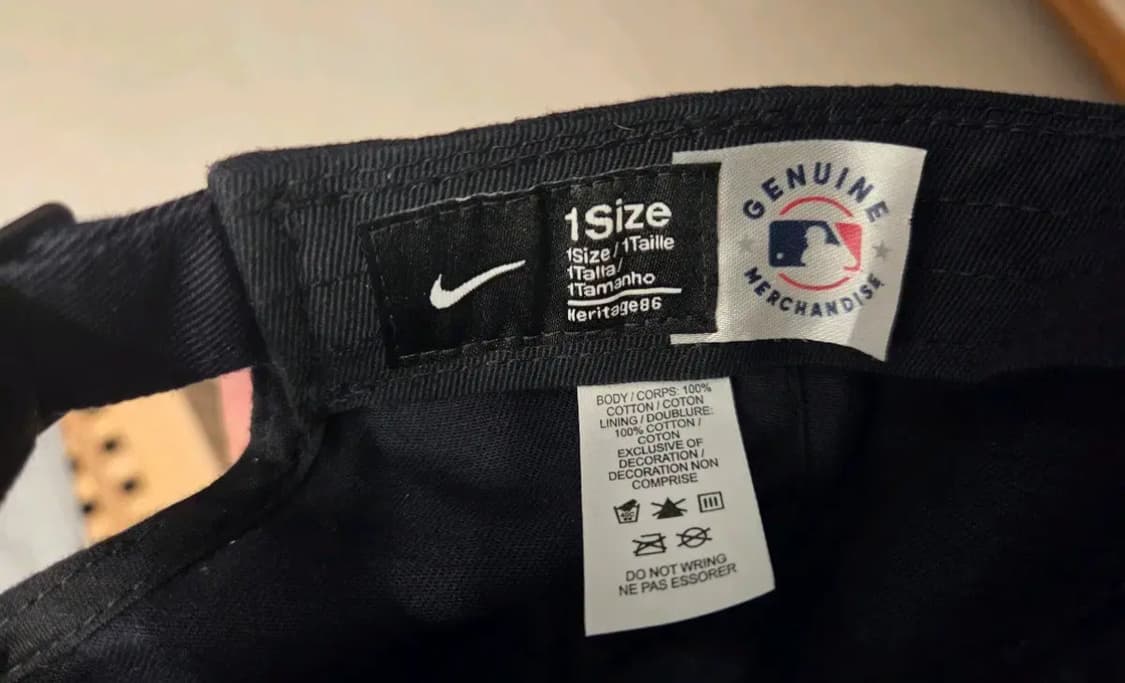 1Size
1Size/1Taille
1Talla/
1Tamanho
Heritage86
GENUINE
MERCHANDISE
BODY / CORPS: 100%
COTTON / COTON
LINING / DOUBLURE:
100% COTTON /
COTON
EXCLUSIVE OF
DECORATION /
DECORATION NON
COMPRISE
DO NOT WRING
NE PAS ESSORER